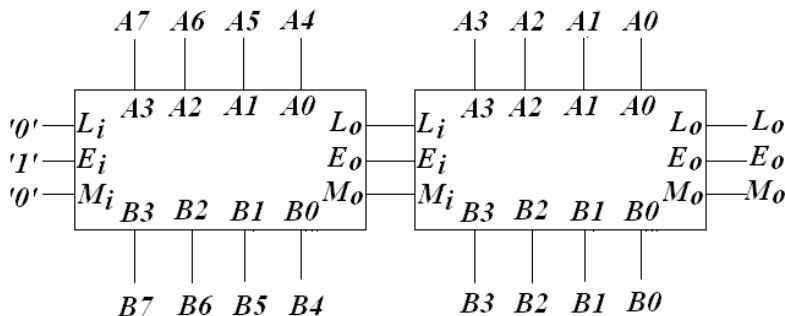 A7 A6 A5 A4 A3 A2 A1 A0
A3 A2 A1 A0 A3 A2 A1 A0
'0' Li Lo Li Lo Lo
'1' Ei Eo Ei Eo Eo
'0' Mi Mo Mi Mo Mo
B3 B2 B1 B0 B3 B2 B1 B0
B7 B6 B5 B4 B3 B2 B1 B0